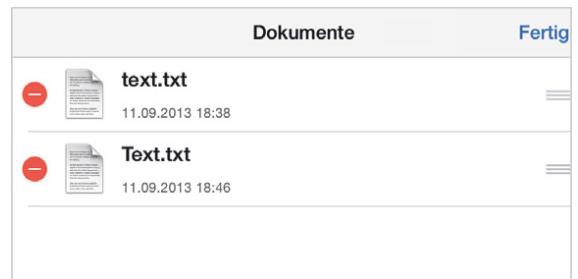 Dokumente
Fertig
text.txt
11.09.2013 18:38
Text.txt
11.09.2013 18:46